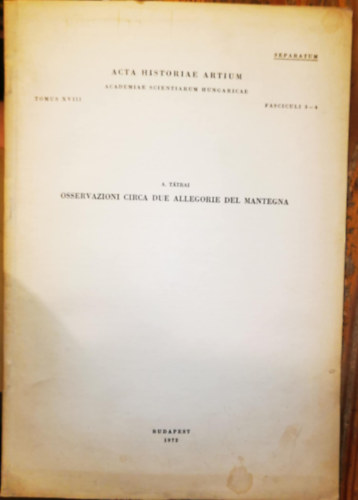 SEPARATUM
ACTA HISTORIAE ARTIUM
ACADEMIAE SCIENTIARUM HUNGARICAE
TOMUS XVIII
FASCICULI 3-4
A. TÁTRAI
OSSERVAZIONI CIRCA DUE ALLEGORIE DEL MANTEGNA
BUDAPEST
1972